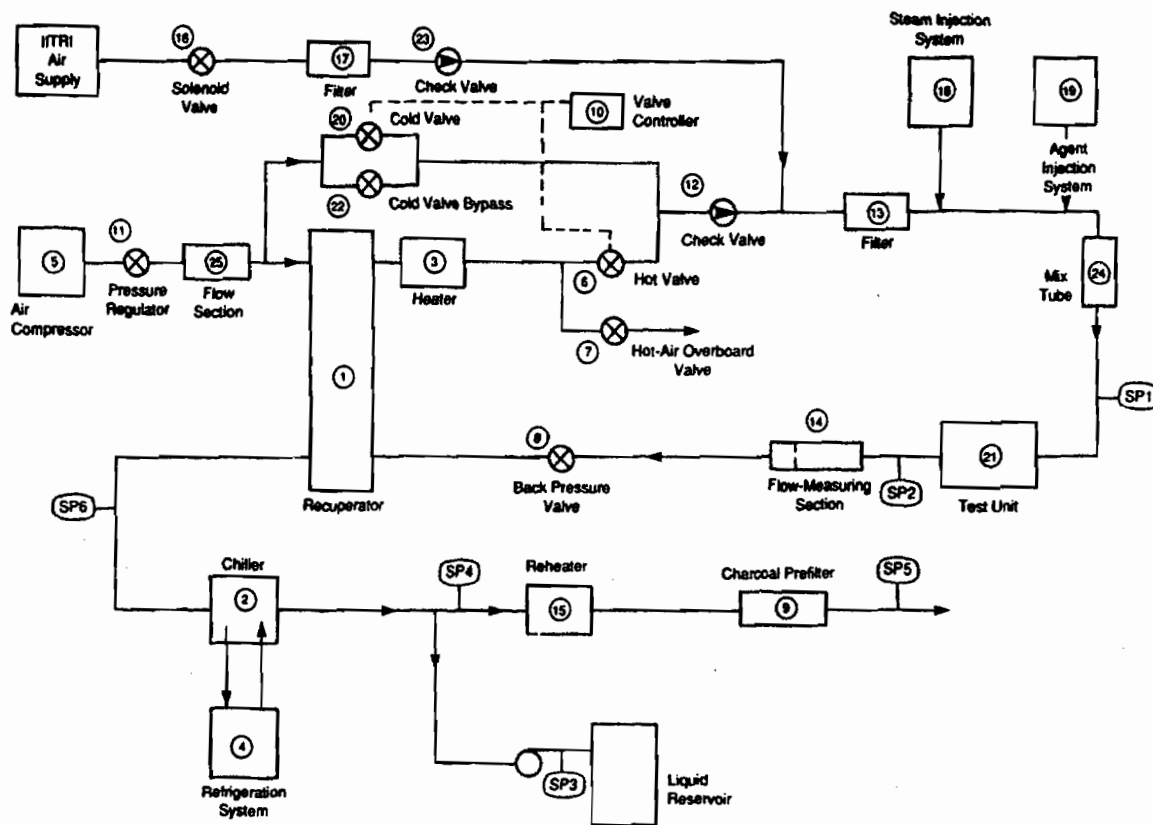 IITRI
Air
Supply
16
Solenoid
Valve
17
Filter
23
Check Valve
Steam Injection
System
18
19
Agent
Injection
System
20
Cold Valve
10
Valve
Controller
22
Cold Valve Bypass
12
Check Valve
13
Filter
24
Mix
Tube
5
Air
Compressor
11
Pressure
Regulator
25
Flow
Section
1
Recuperator
3
Heater
6
Hot Valve
7
Hot-Air Overboard
Valve
SP1
8
Back Pressure
Valve
14
Flow-Measuring
Section
SP2
21
Test Unit
SP6
Chiller
2
4
Refrigeration
System
SP4
Reheater
15
Charcoal Prefilter
9
SP5
SP3
Liquid
Reservoir